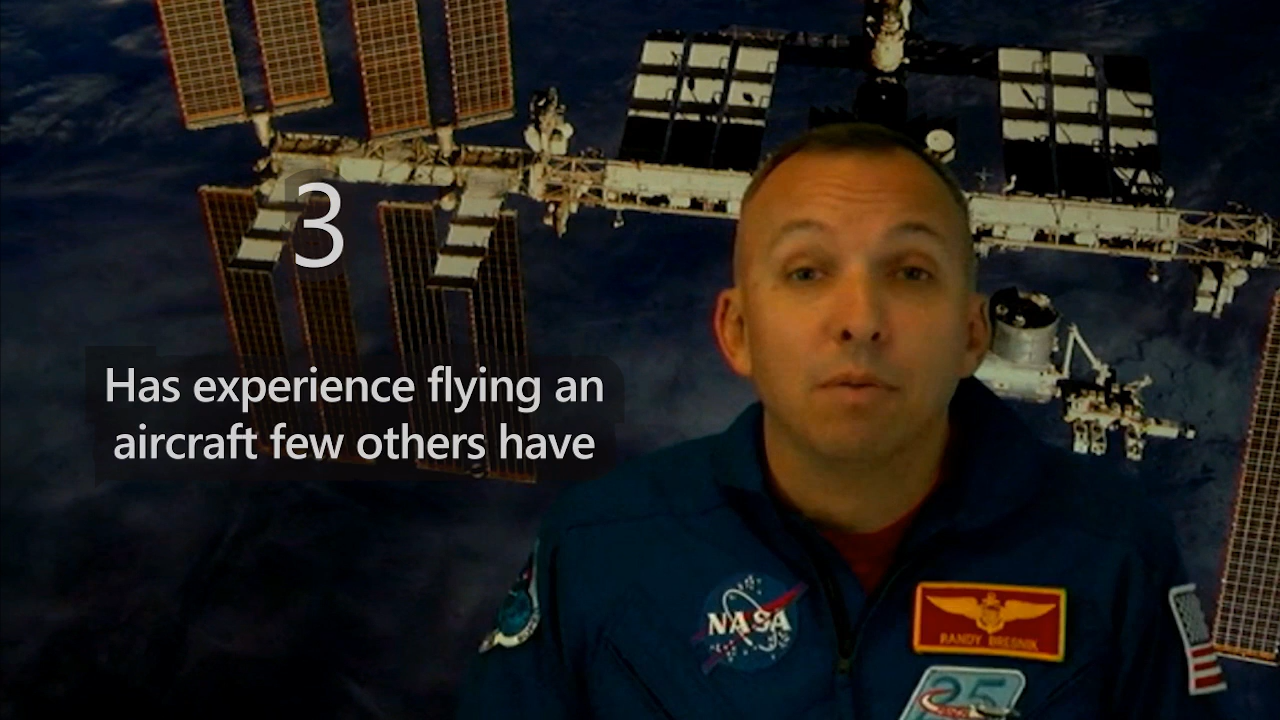 3
Has experience flying an
aircraft few others have
NASA
RANDY BRESNIK
25